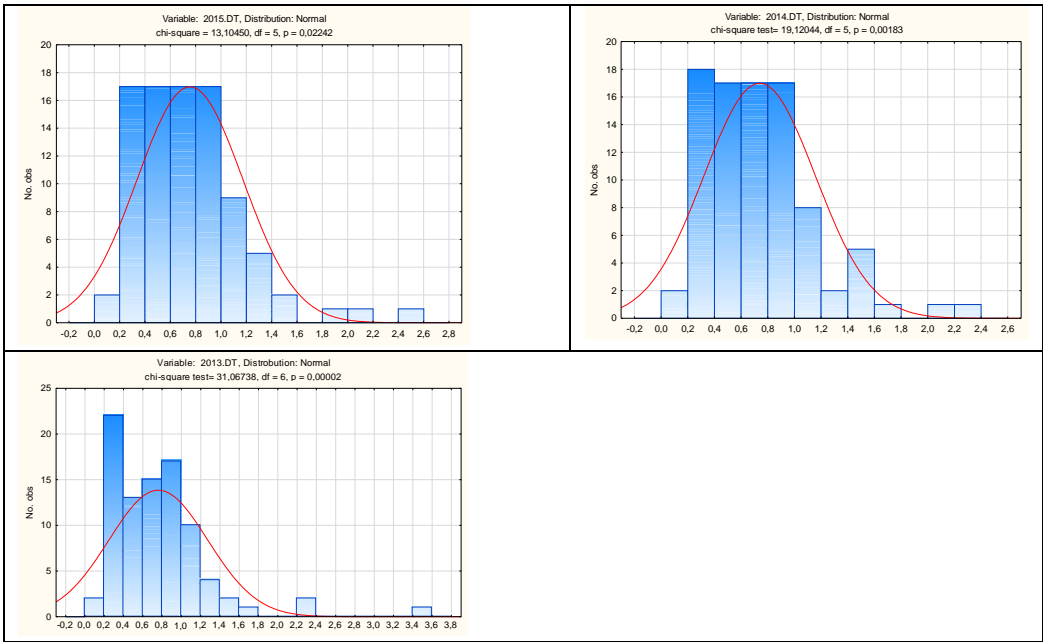 Variable: 2015.DT, Distribution: Normal
chi-square = 13,10450, df = 5, p = 0,02242
20
18
16
14
12
10
8
6
4
2
0
No. obs
-0,2 0,0 0,2 0,4 0,6 0,8 1,0 1,2 1,4 1,6 1,8 2,0 2,2 2,4 2,6 2,8
Variable: 2014.DT, Distribution: Normal
chi-square test= 19,12044, df = 5, p = 0,00183
20
18
16
14
12
10
8
6
4
2
0
No. obs
-0,2 0,0 0,2 0,4 0,6 0,8 1,0 1,2 1,4 1,6 1,8 2,0 2,2 2,4 2,6
Variable: 2013.DT, Distrobution: Normal
chi-square test= 31,06738, df = 6, p = 0,00002
25
20
15
10
5
0
No. obs
-0,2 0,0 0,2 0,4 0,6 0,8 1,0 1,2 1,4 1,6 1,8 2,0 2,2 2,4 2,6 2,8 3,0 3,2 3,4 3,6 3,8